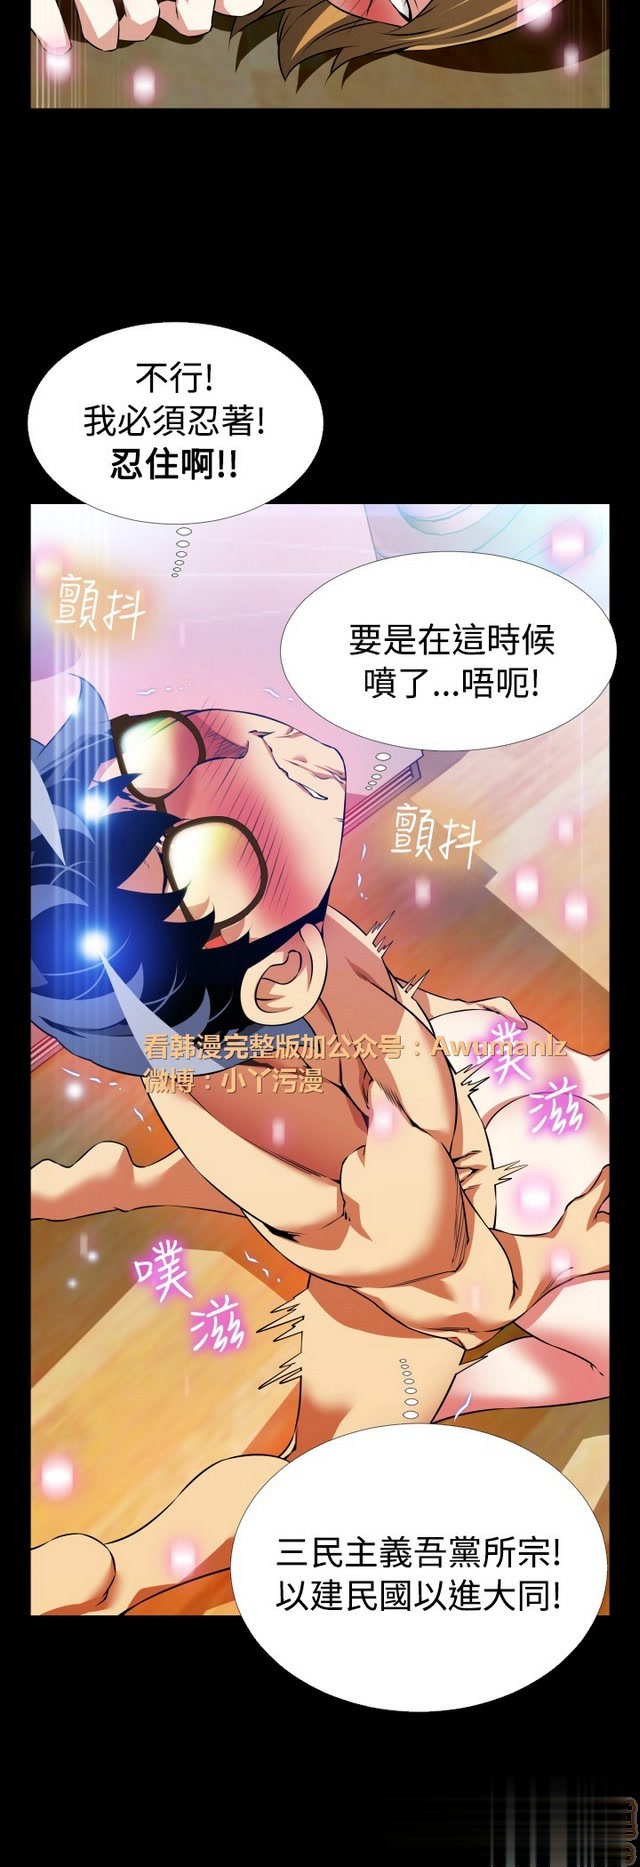 不行!
我必須忍著!
忍住啊!!
顫抖
要是在這時候
噴了...唔呃!
顫抖
看韩漫完整版加公众号：Awumanlz
微博：小丫污漫
噗
滋
噗
滋
三民主義吾黨所宗!
以建民國以進大同!